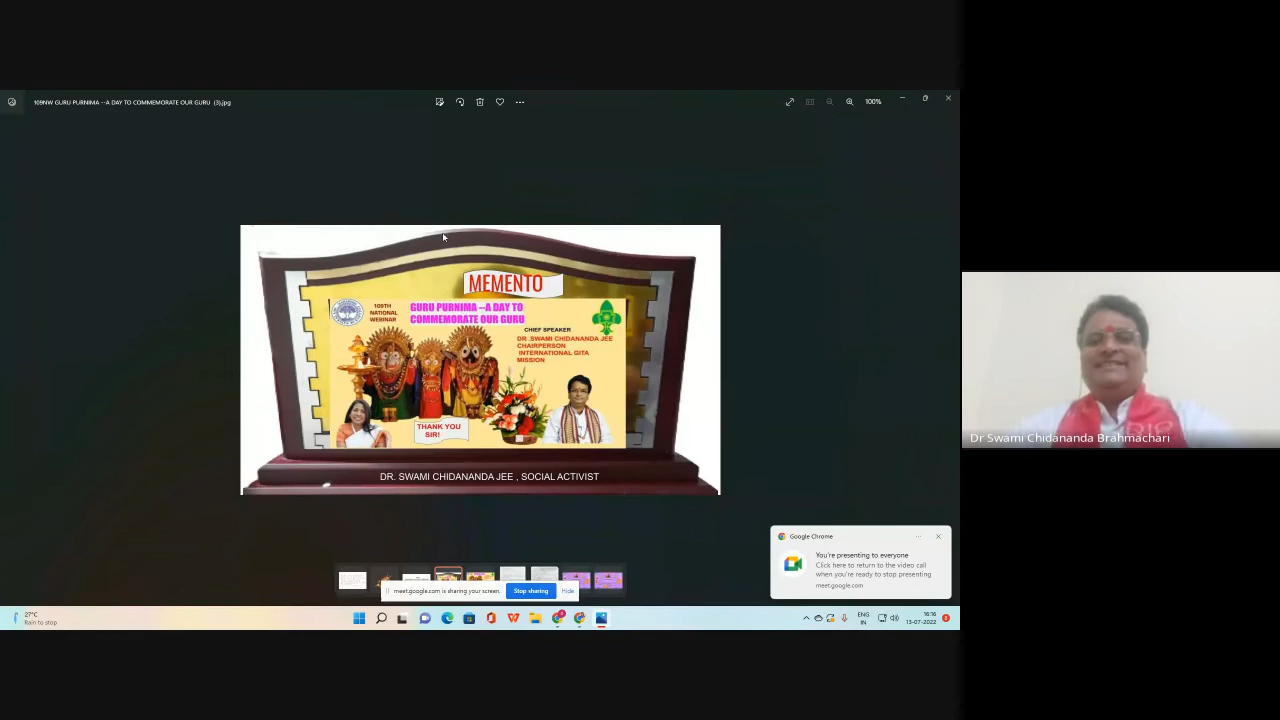 109NW GURU PURNIMA --A DAY TO COMMEMORATE OUR GURU (3).jpg
100%
MEMENTO
109TH
NATIONAL
WEBINAR
GURU PURNIMA --A DAY TO
COMMEMORATE OUR GURU
CHIEF SPEAKER
DR .SWAMI CHIDANANDA JEE
CHAIRPERSON
INTERNATIONAL GITA
MISSION
THANK YOU
SIR!
DR. SWAMI CHIDANANDA JEE , SOCIAL ACTIVIST
Dr Swami Chidananda Brahmachari
Google Chrome
You're presenting to everyone
Click here to return to the video call
when you're ready to stop presenting
meet.google.com
meet.google.com is sharing your screen.
Stop sharing
Hide
27°C
Rain to stop
ENG
IN
16:16
13-07-2022